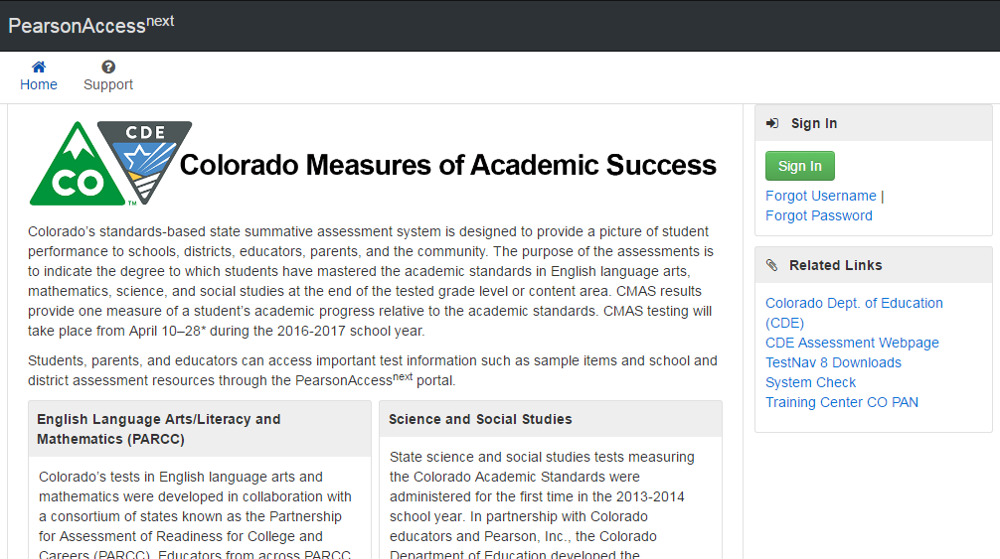 PearsonAccessnext
Home
Support
CO
CDE
TM
Colorado Measures of Academic Success
Colorado’s standards-based state summative assessment system is designed to provide a picture of student
performance to schools, districts, educators, parents, and the community. The purpose of the assessments is
to indicate the degree to which students have mastered the academic standards in English language arts,
mathematics, science, and social studies at the end of the tested grade level or content area. CMAS results
provide one measure of a student’s academic progress relative to the academic standards. CMAS testing will
take place from April 10–28* during the 2016-2017 school year.
Students, parents, and educators can access important test information such as sample items and school and
district assessment resources through the PearsonAccessnext portal.
English Language Arts/Literacy and
Mathematics (PARCC)
Colorado’s tests in English language arts and
mathematics were developed in collaboration with
a consortium of states known as the Partnership
for Assessment of Readiness for College and
Careers (PARCC). Educators from across PARCC
Science and Social Studies
State science and social studies tests measuring
the Colorado Academic Standards were
administered for the first time in the 2013-2014
school year. In partnership with Colorado
educators and Pearson, Inc., the Colorado
Department of Education developed the
Sign In
Sign In
Forgot Username |
Forgot Password
Related Links
Colorado Dept. of Education
(CDE)
CDE Assessment Webpage
TestNav 8 Downloads
System Check
Training Center CO PAN